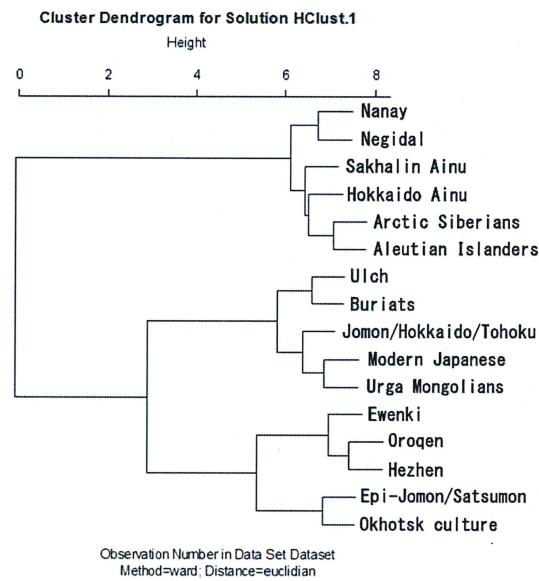 Cluster Dendrogram for Solution HClust.1
Height
0 2 4 6 8
Nanay
Negidal
Sakhalin Ainu
Hokkaido Ainu
Arctic Siberians
Aleutian Islanders
Ulch
Buriats
Jomon/Hokkaido/Tohoku
Modern Japanese
Urga Mongolians
Ewenki
Oroqen
Hezhen
Epi-Jomon/Satsumon
Okhotsk culture
Observation Number in Data Set Dataset
Method=ward; Distance=euclidian